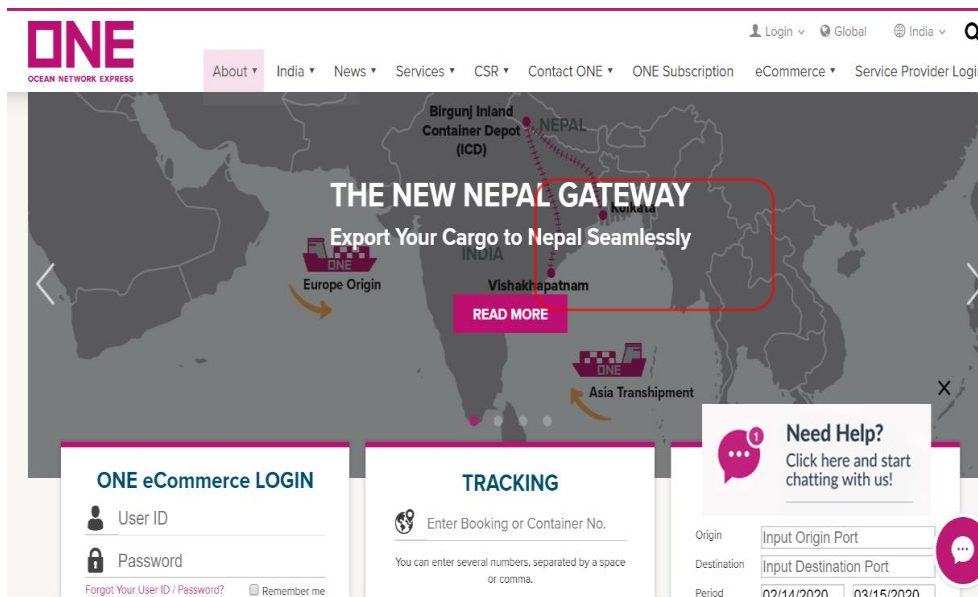 ONE
OCEAN NETWORK EXPRESS
Login Global India
About India News Services CSR Contact ONE ONE Subscription eCommerce Service Provider Login
Birgunj Inland
Container Depot
(ICD)
NEPAL
THE NEW NEPAL GATEWAY
Kolkata
Export Your Cargo to Nepal Seamlessly
INDIA
ONE
Europe Origin
Vishakhapatnam
READ MORE
ONE
Asia Transhipment
X
1
Need Help?
Click here and start
chatting with us!
ONE eCommerce LOGIN
User ID
Password
Forgot Your User ID / Password? Remember me
TRACKING
Enter Booking or Container No.
You can enter several numbers, separated by a space
or comma.
Origin Input Origin Port
Destination Input Destination Port
Period 02/14/2020 03/15/2020